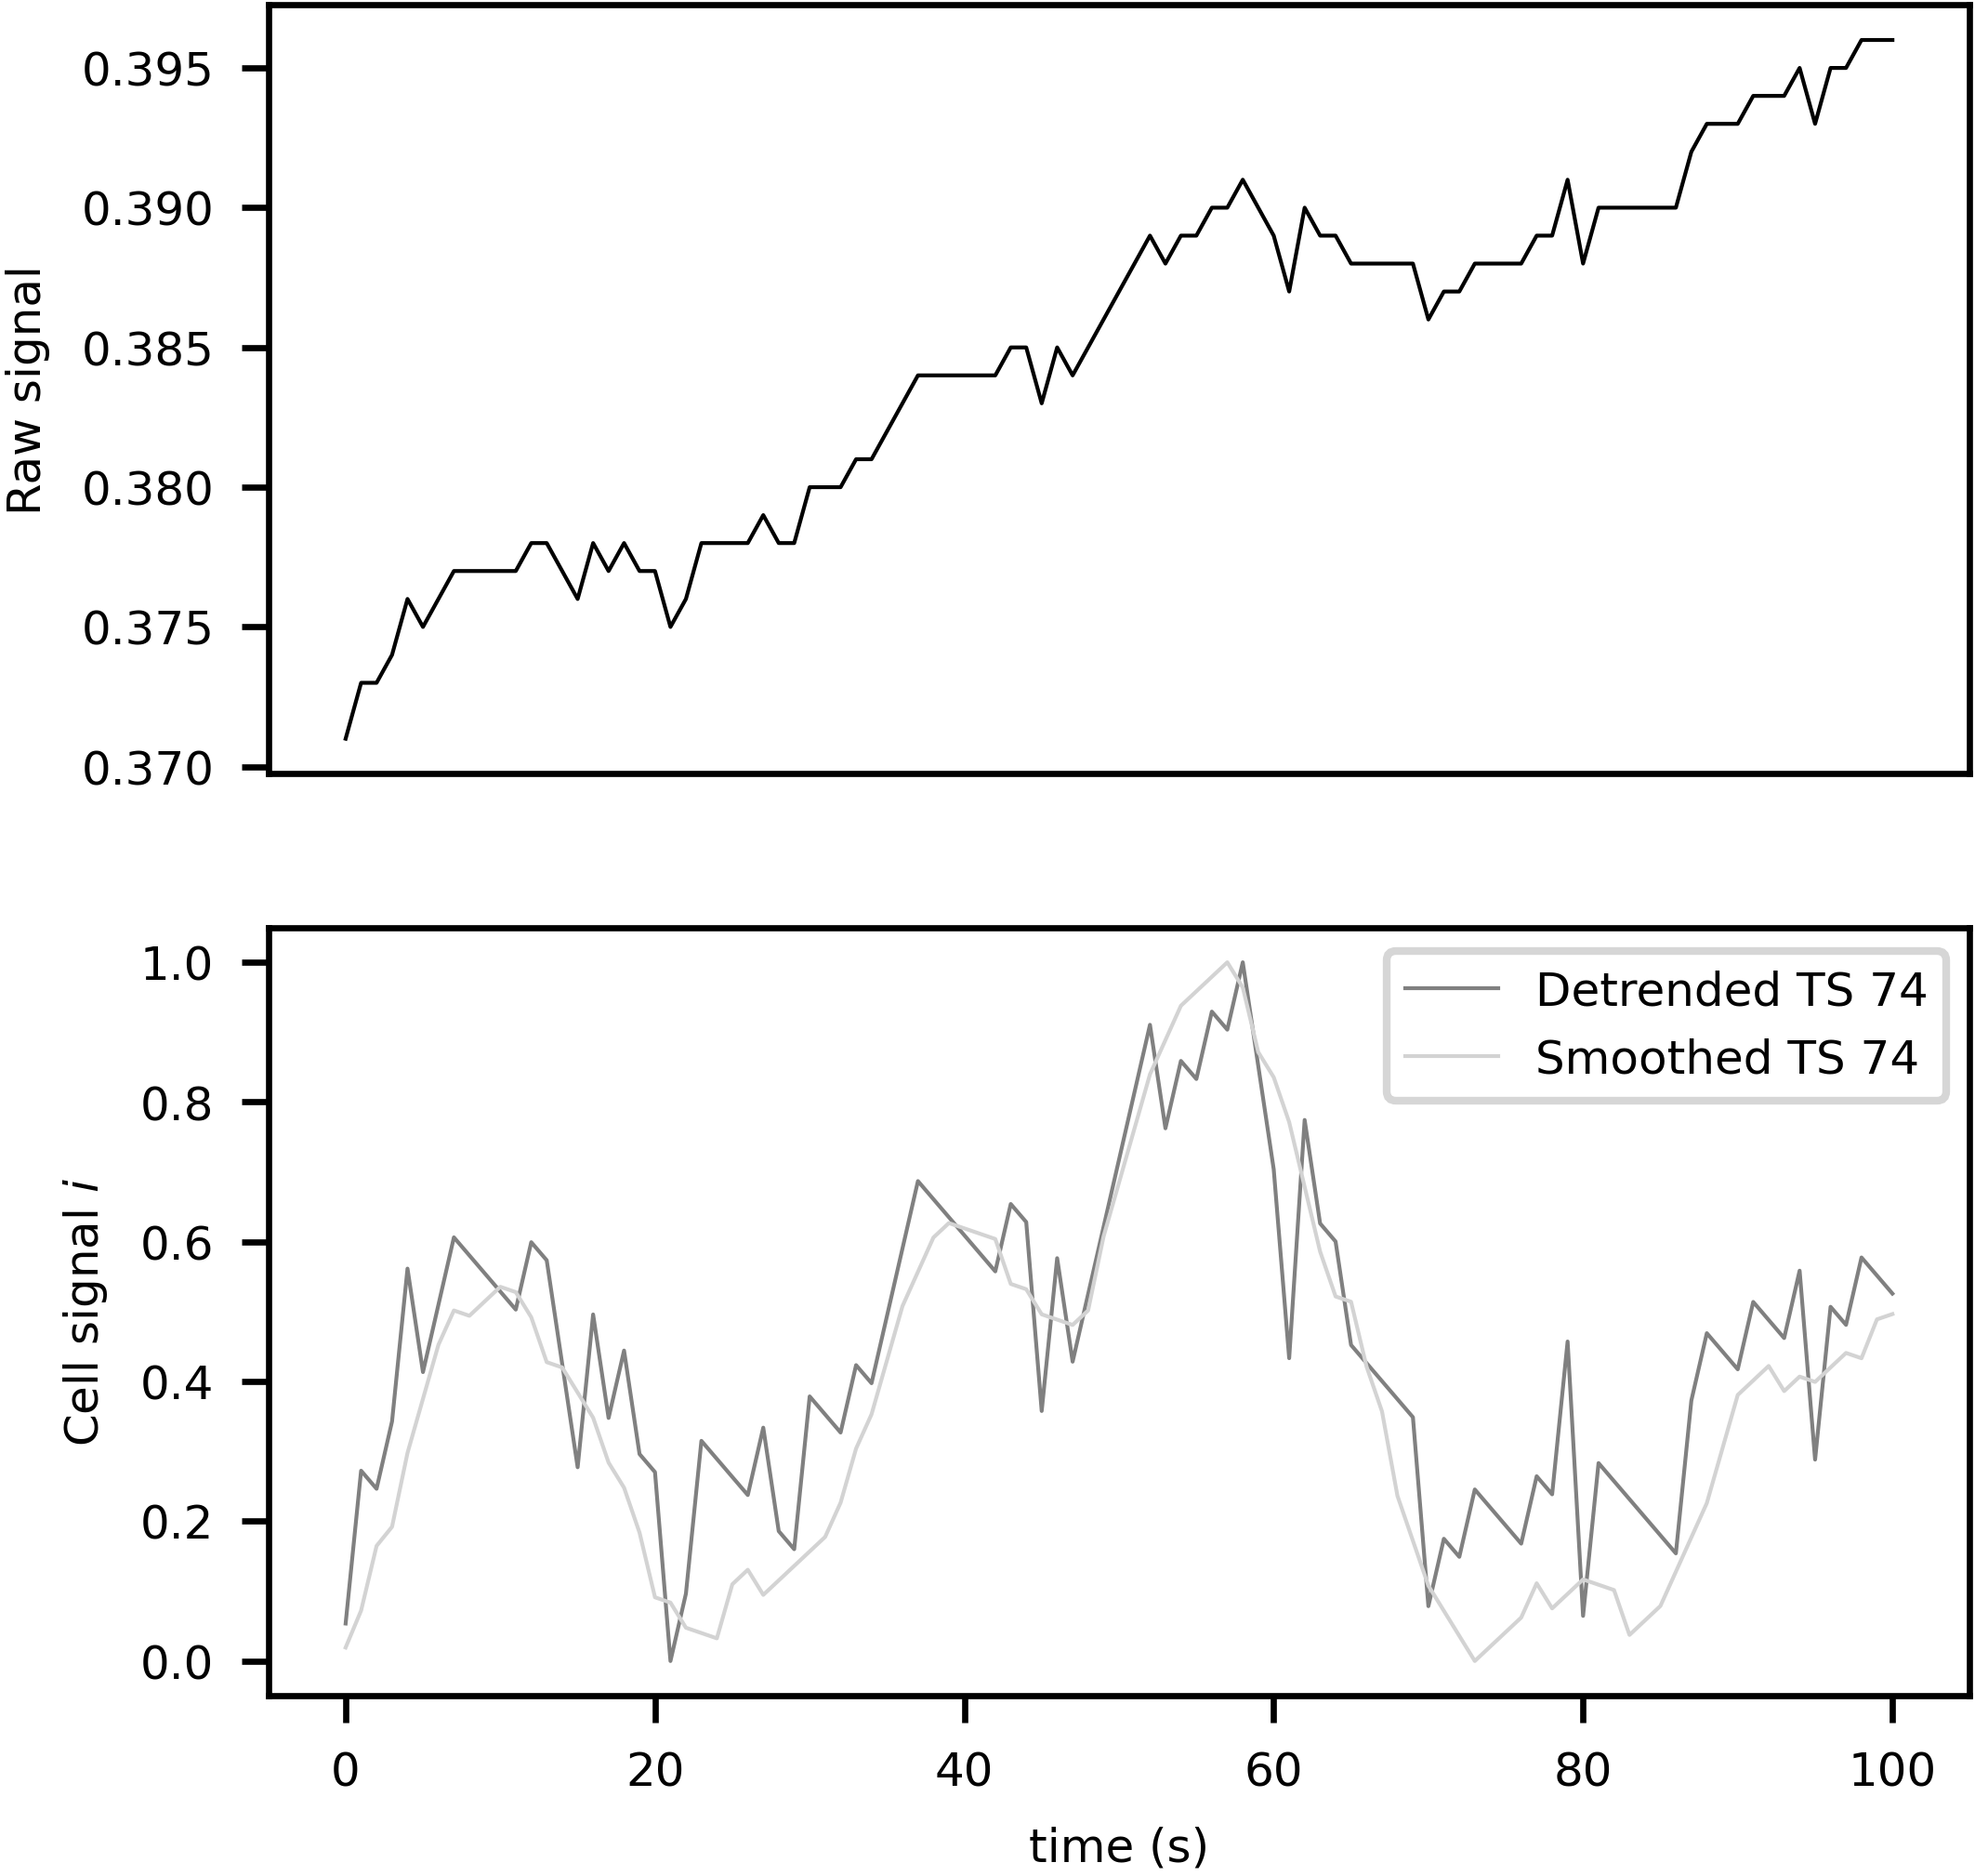 Raw signal
0.395
0.390
0.385
0.380
0.375
0.370
Cell signal i
1.0
0.8
0.6
0.4
0.2
0.0
Detrended TS 74
Smoothed TS 74
0 20 40 60 80 100
time (s)